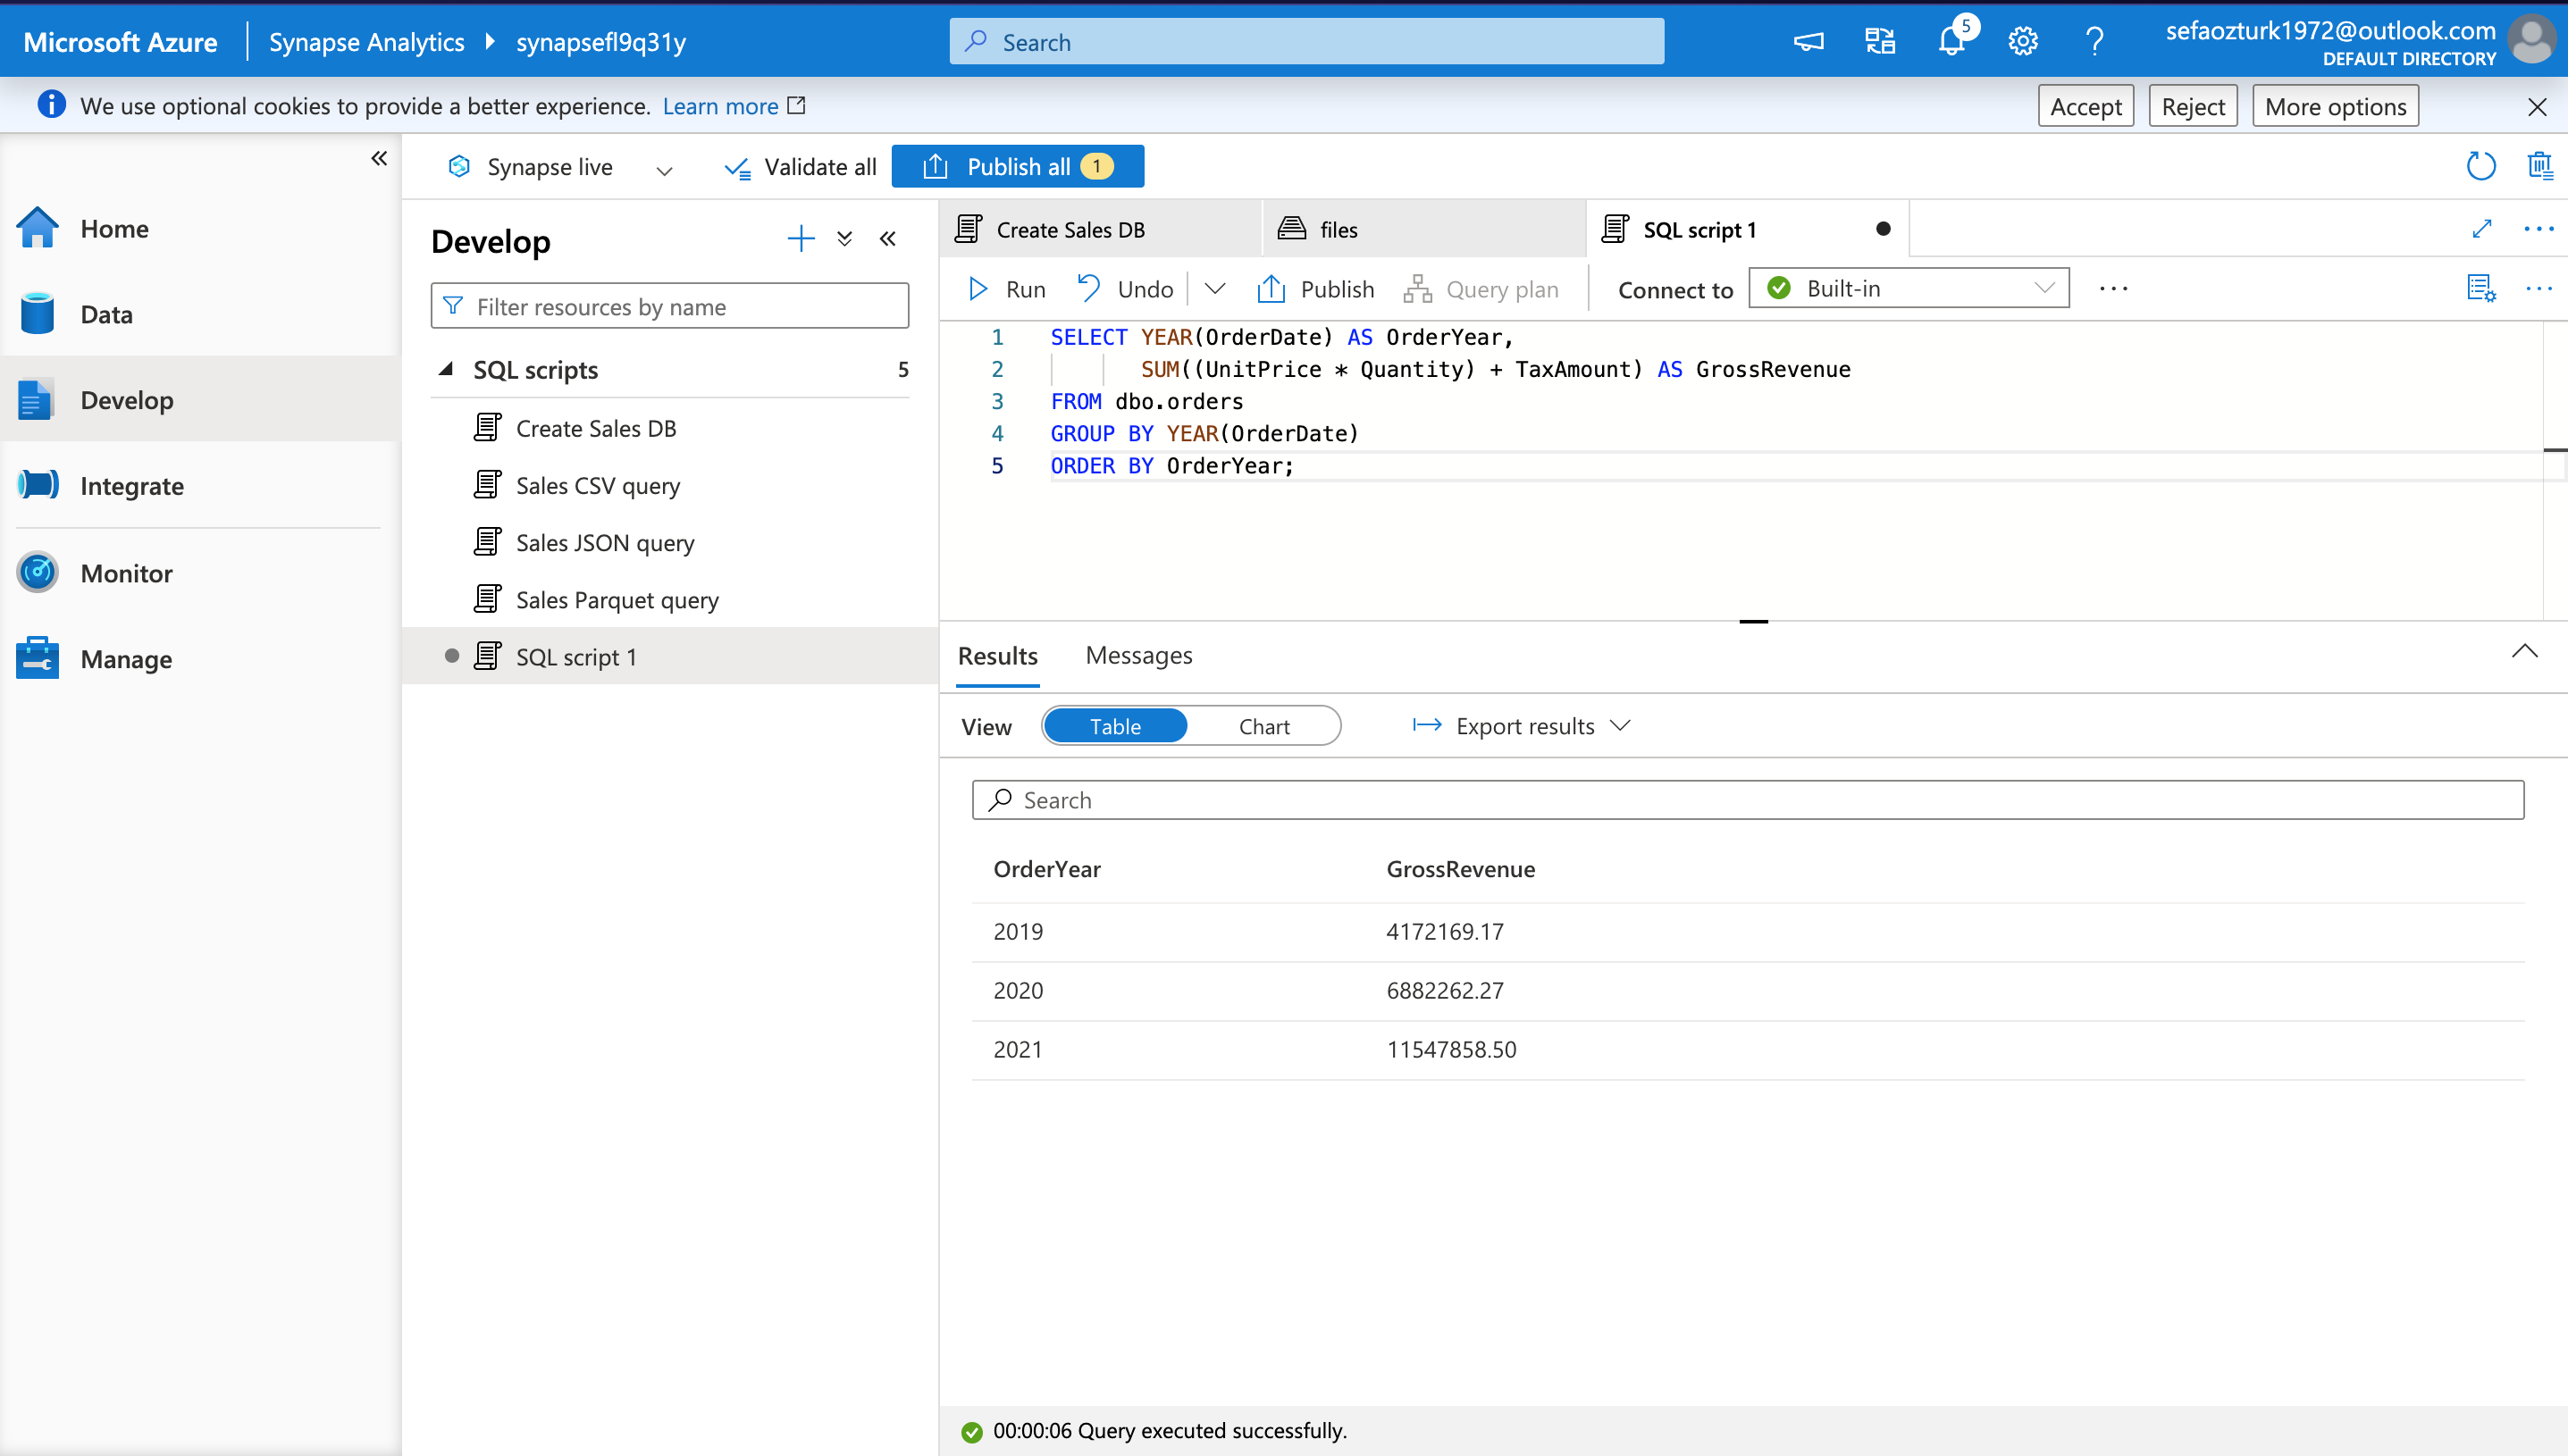 Microsoft Azure
Synapse Analytics
synapsefl9q31y
Search
5
sefaozturk1972@outlook.com
DEFAULT DIRECTORY
We use optional cookies to provide a better experience. Learn more
Accept
Reject
More options
Home
Data
Develop
Integrate
Monitor
Manage
Synapse live
Validate all
Publish all 1
Develop
Filter resources by name
SQL scripts 5
Create Sales DB
Sales CSV query
Sales JSON query
Sales Parquet query
SQL script 1
Create Sales DB
files
SQL script 1
Run
Undo
Publish
Query plan
Connect to
Built-in
1 SELECT YEAR(OrderDate) AS OrderYear,
2 SUM((UnitPrice * Quantity) + TaxAmount) AS GrossRevenue
3 FROM dbo.orders
4 GROUP BY YEAR(OrderDate)
5 ORDER BY OrderYear;
Results
Messages
View
Table
Chart
Export results
Search
OrderYear GrossRevenue
2019 4172169.17
2020 6882262.27
2021 11547858.50
00:00:06 Query executed successfully.